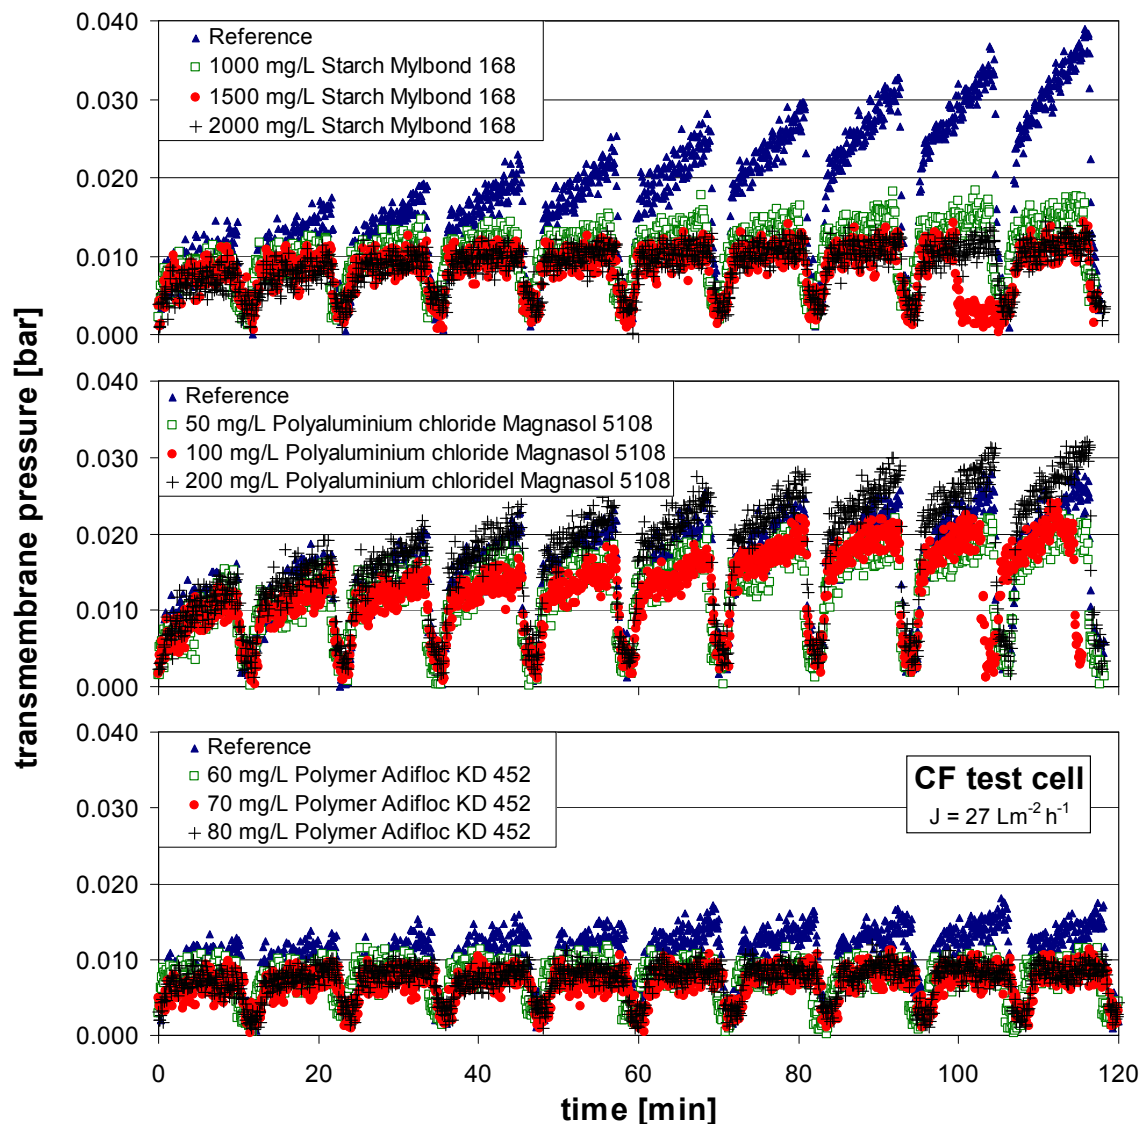 0.040
Reference
1000 mg/L Starch Mylbond 168
1500 mg/L Starch Mylbond 168
2000 mg/L Starch Mylbond 168
0.030
0.020
0.010
0.000
0.040
Reference
50 mg/L Polyaluminium chloride Magnasol 5108
100 mg/L Polyaluminium chloride Magnasol 5108
200 mg/L Polyaluminium chloridel Magnasol 5108
0.030
0.020
0.010
0.000
transmembrane pressure [bar]
0.040
Reference
60 mg/L Polymer Adifloc KD 452
70 mg/L Polymer Adifloc KD 452
80 mg/L Polymer Adifloc KD 452
CF test cell
J = 27 Lm⁻² h⁻¹
0.030
0.020
0.010
0.000
0 20 40 60 80 100 120
time [min]